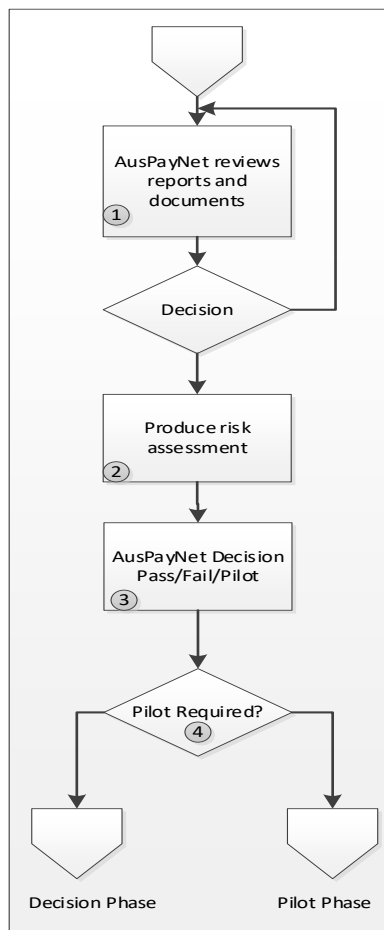 AusPayNet reviews
reports and
documents
1
Decision
Produce risk
assessment
2
AusPayNet Decision
Pass/Fail/Pilot
3
Pilot Required?
4
Decision Phase
Pilot Phase